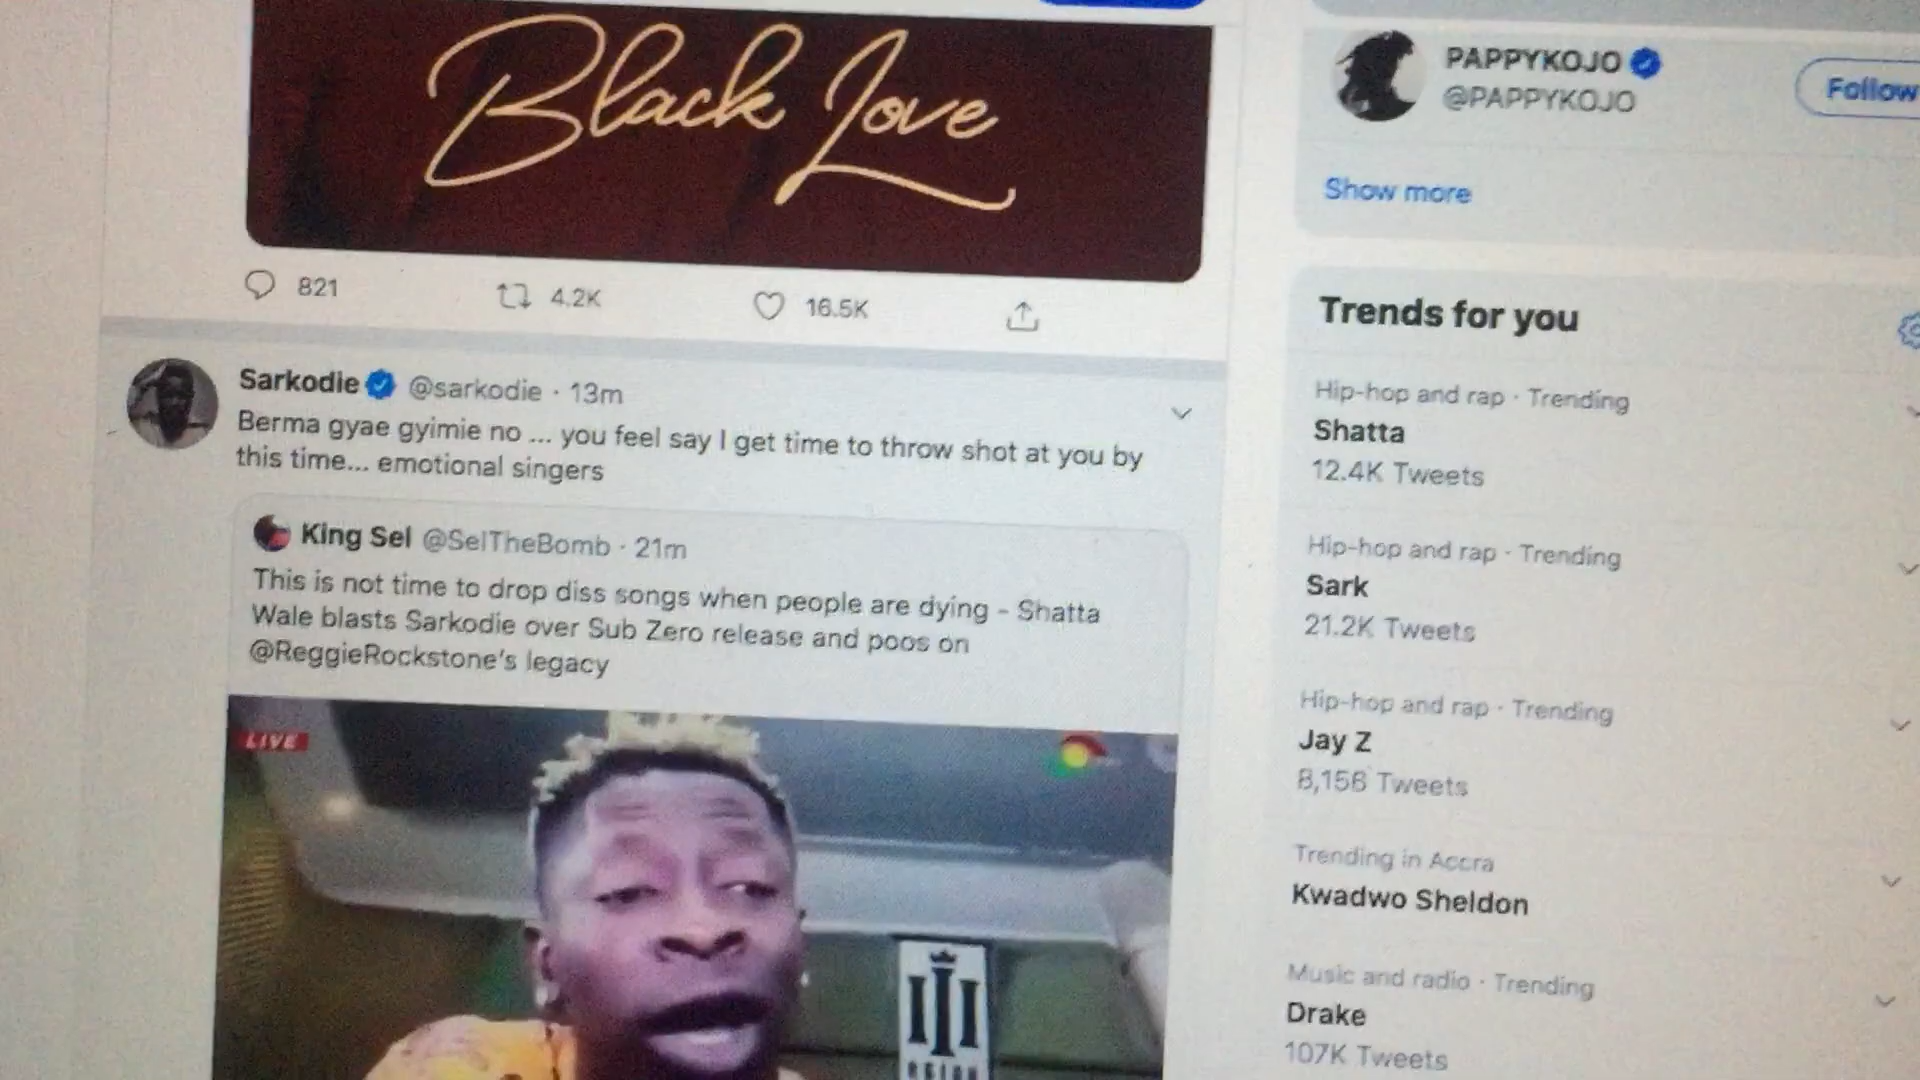 Black Love
821
4.2K
16.5K
Sarkodie @sarkodie · 13m
Berma gyae gyimie no ... you feel say I get time to throw shot at you by
this time... emotional singers
King Sel @SelTheBomb · 21m
This is not time to drop diss songs when people are dying - Shatta
Wale blasts Sarkodie over Sub Zero release and poos on
@ReggieRockstone's legacy
LIVE
III
REIGN
PAPPYKOJO
@PAPPYKOJO
Follow
Show more
Trends for you
Hip-hop and rap · Trending
Shatta
12.4K Tweets
Hip-hop and rap · Trending
Sark
21.2K Tweets
Hip-hop and rap · Trending
Jay Z
Tweets
Trending in Accra
Kwadwo Sheldon
Music and radio · Trending
Drake
107K Tweets